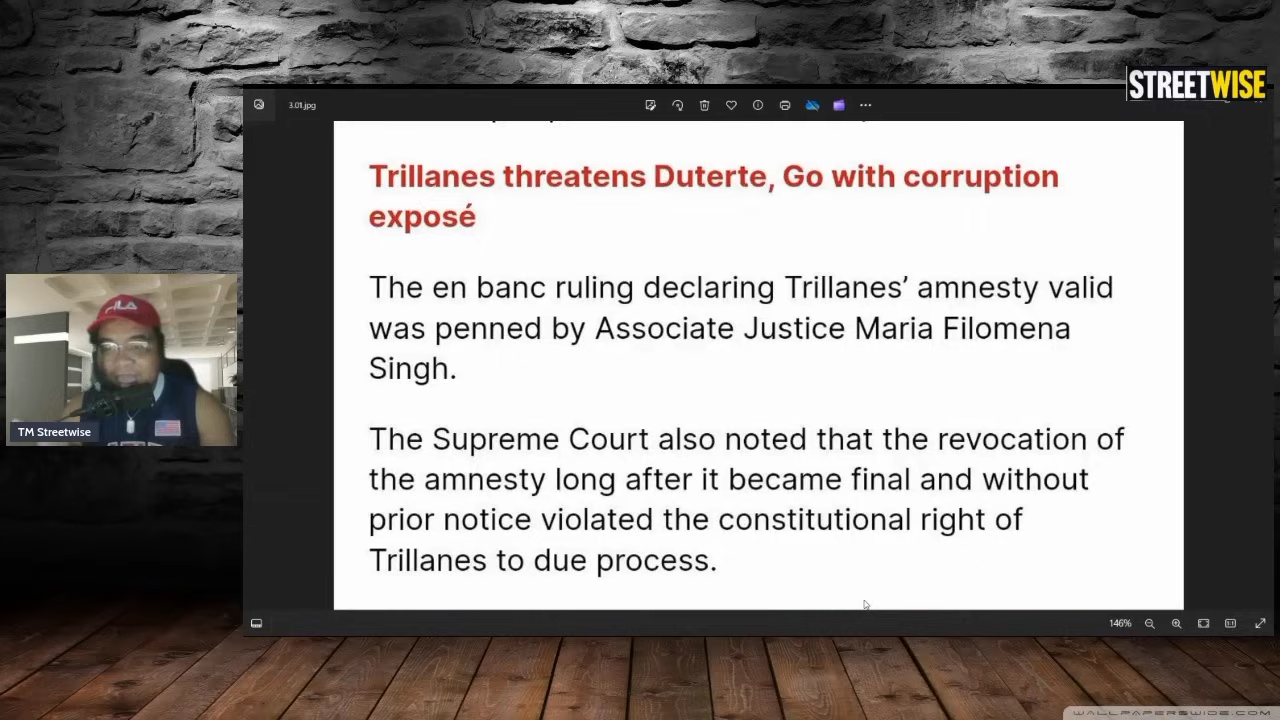 STREETWISE
3.01.jpg
Trillanes threatens Duterte, Go with corruption
exposé
The en banc ruling declaring Trillanes’ amnesty valid
was penned by Associate Justice Maria Filomena
Singh.
The Supreme Court also noted that the revocation of
the amnesty long after it became final and without
prior notice violated the constitutional right of
Trillanes to due process.
FILA
TM Streetwise
146%
WALLPAPERSWIDE.COM